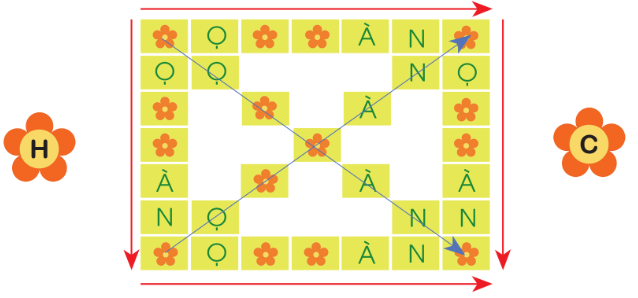 Ọ À N
Ọ Ọ N Ọ
À
H C
À À À
N Ọ N N
Ọ À N